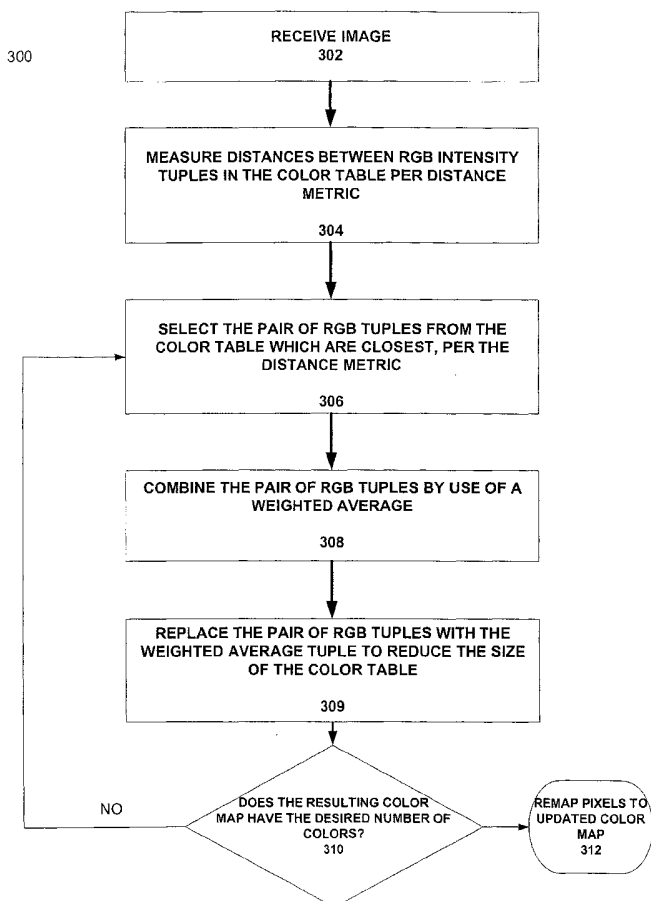 RECEIVE IMAGE
302
300
MEASURE DISTANCES BETWEEN RGB INTENSITY
TUPLES IN THE COLOR TABLE PER DISTANCE
METRIC
304
SELECT THE PAIR OF RGB TUPLES FROM THE
COLOR TABLE WHICH ARE CLOSEST, PER THE
DISTANCE METRIC
306
COMBINE THE PAIR OF RGB TUPLES BY USE OF A
WEIGHTED AVERAGE
308
REPLACE THE PAIR OF RGB TUPLES WITH THE
WEIGHTED AVERAGE TUPLE TO REDUCE THE SIZE
OF THE COLOR TABLE
309
NO
DOES THE RESULTING COLOR
MAP HAVE THE DESIRED NUMBER OF
COLORS?
310
REMAP PIXELS TO
UPDATED COLOR
MAP
312